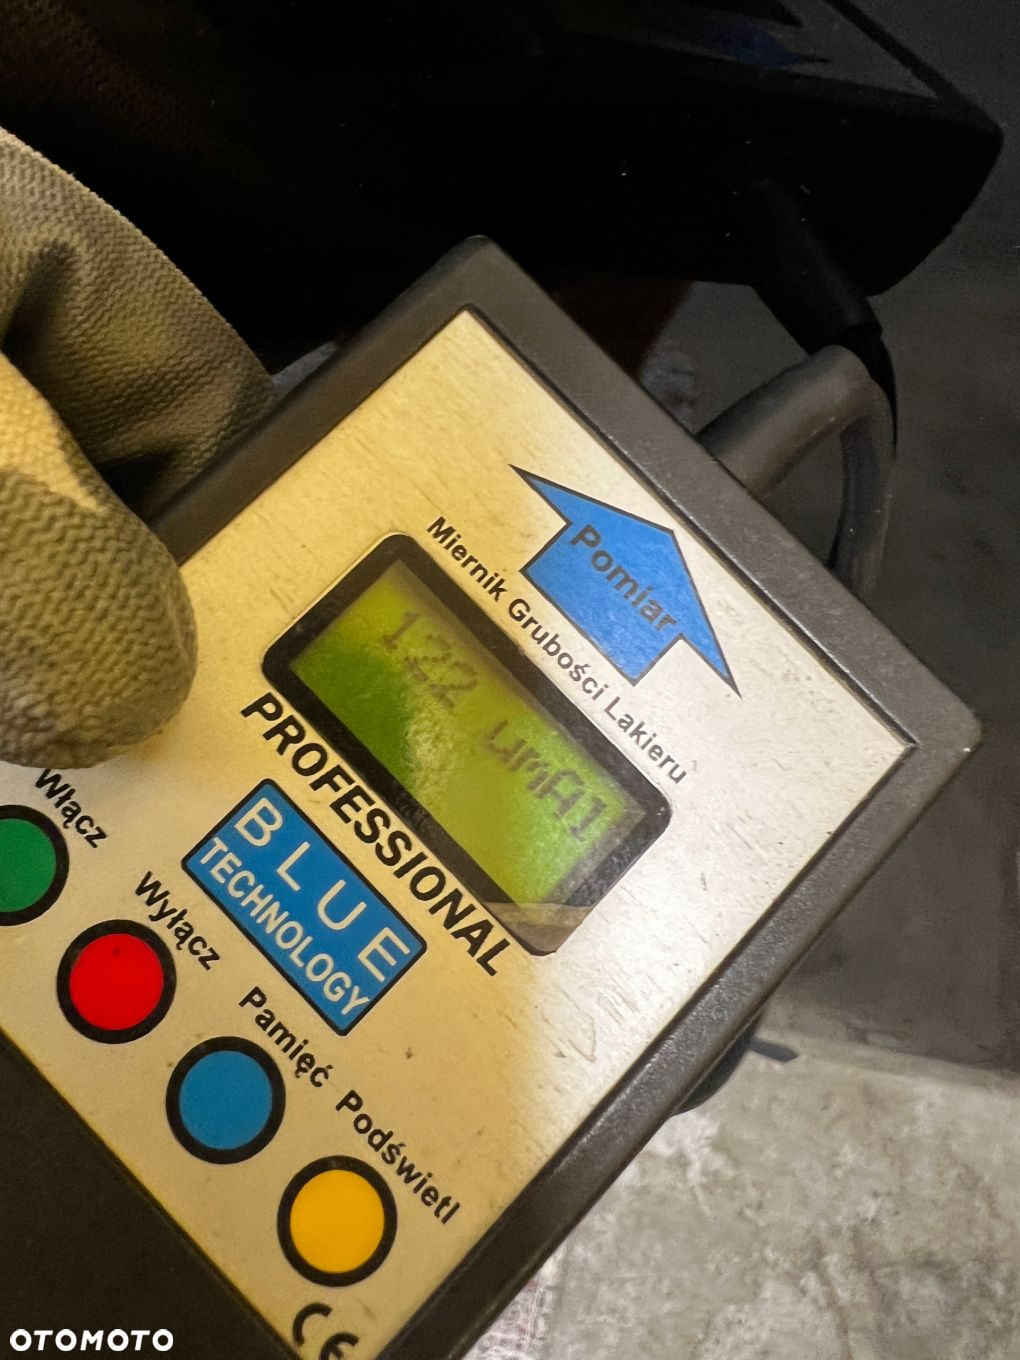 Pomiar
Miernik Grubości Lakieru
122 umAl
PROFESSIONAL
BLUE
TECHNOLOGY
Włącz
Wyłącz
Pamięć
Podświetl
CE
OTOMOTO